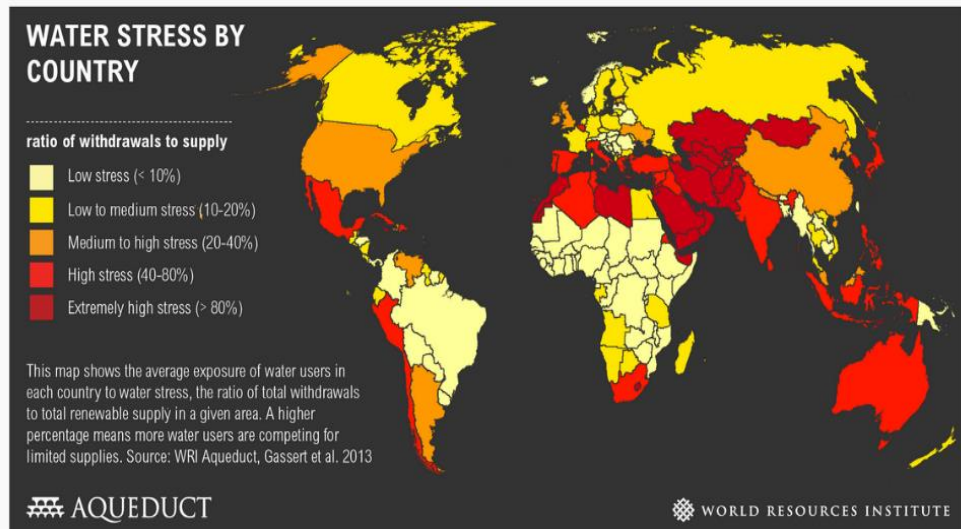 WATER STRESS BY
COUNTRY
ratio of withdrawals to supply
Low stress (< 10%)
Low to medium stress (10-20%)
Medium to high stress (20-40%)
High stress (40-80%)
Extremely high stress (> 80%)
This map shows the average exposure of water users in
each country to water stress, the ratio of total withdrawals
to total renewable supply in a given area. A higher
percentage means more water users are competing for
limited supplies. Source: WRI Aqueduct, Gassert et al. 2013
AQUEDUCT
WORLD RESOURCES INSTITUTE